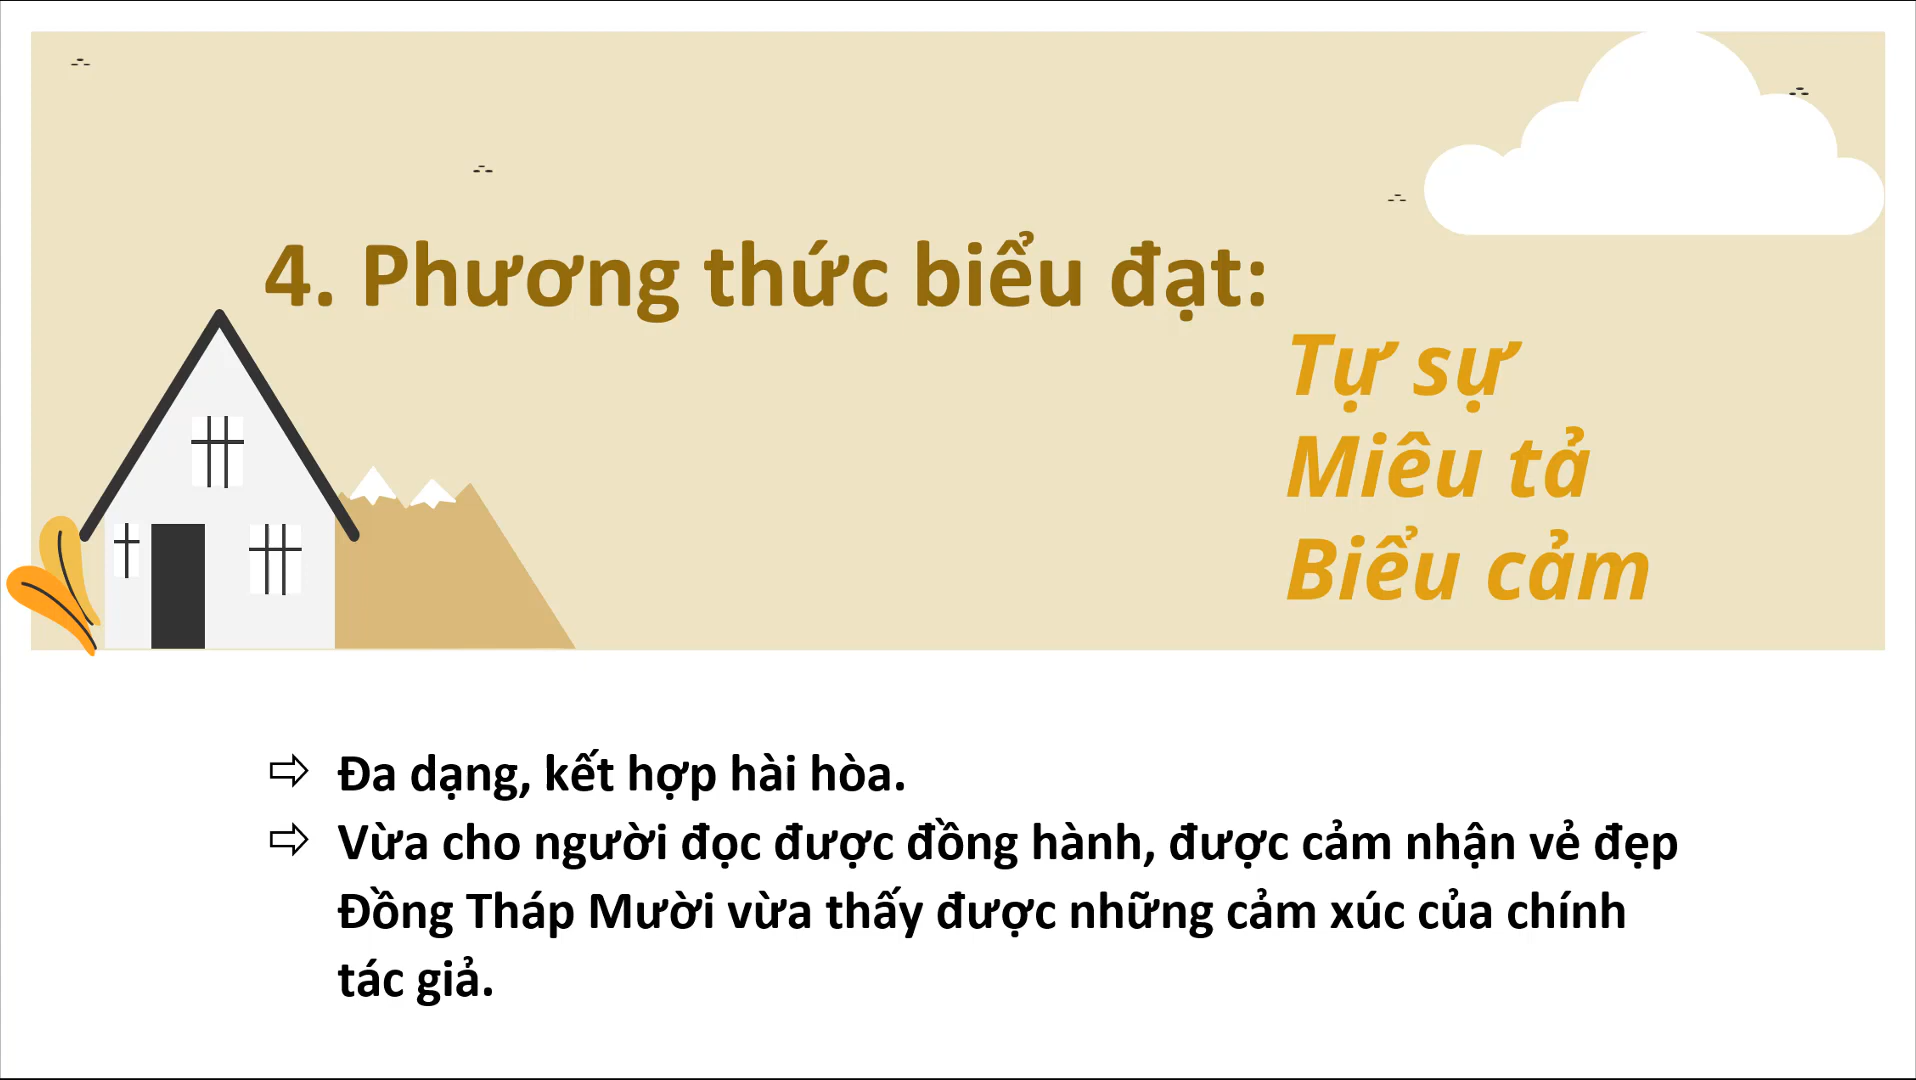 4. Phương thức biểu đạt:
Tự sự
Miêu tả
Biểu cảm
⇨ Đa dạng, kết hợp hài hòa.
⇨ Vừa cho người đọc được đồng hành, được cảm nhận vẻ đẹp
Đồng Tháp Mười vừa thấy được những cảm xúc của chính
tác giả.